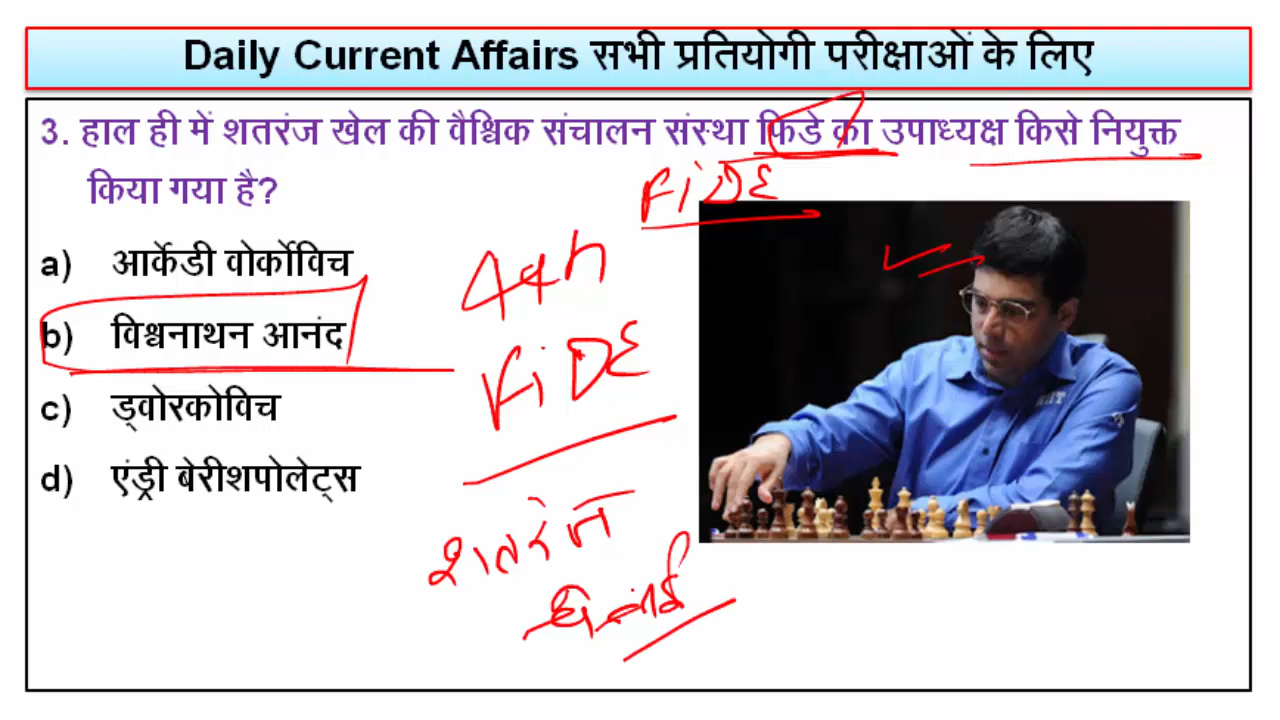 Daily Current Affairs सभी प्रतियोगी परीक्षाओं के लिए
3. हाल ही में शतरंज खेल की वैश्विक संचालन संस्था फिडे का उपाध्यक्ष किसे नियुक्त
किया गया है?
FiDE
a) आर्केडी वोर्कोविच
44th
b) विश्वनाथन आनंद
FiDE
c) ड्वोरकोविच
d) एंड्री बेरीशपोलेट्स
शतरंज